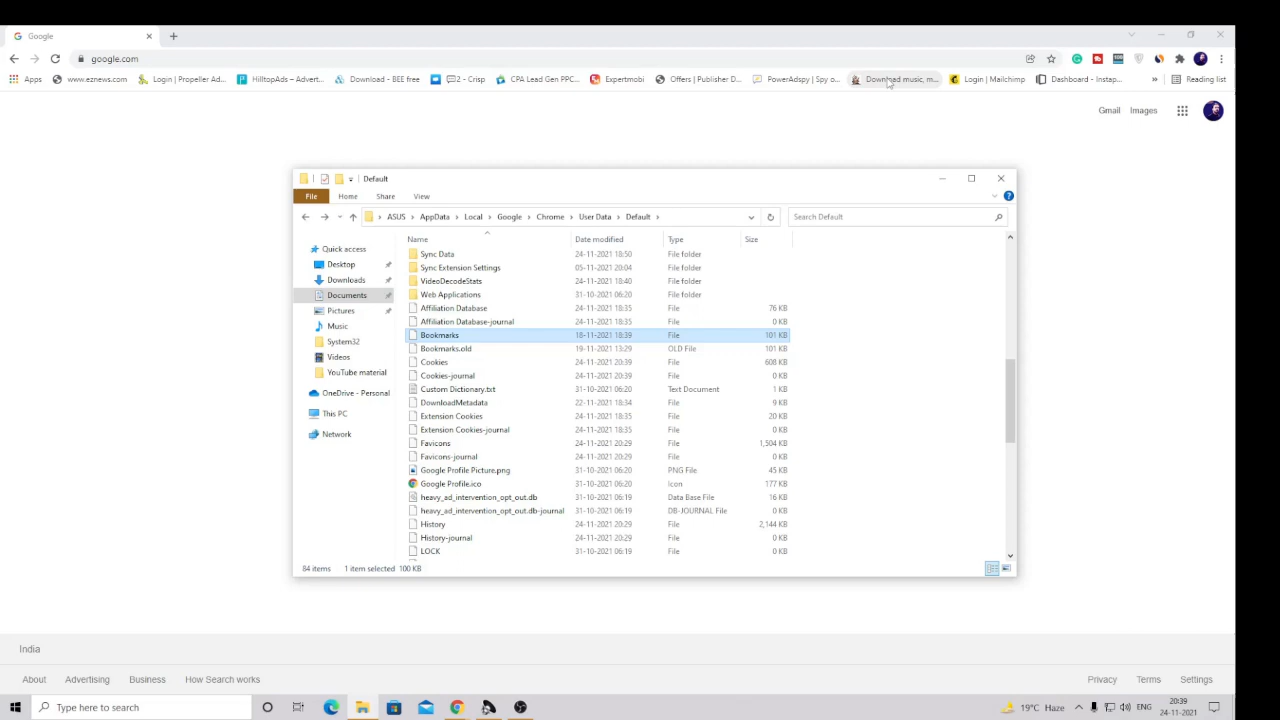 Google
google.com
Apps www.eznews.com Login | Propeller Ad... HilltopAds – Advert... Download - BEE free 2 - Crisp CPA Lead Gen PPC... Expertmobi Offers | Publisher D... PowerAdspy | Spy o... Download music, m... Login | Mailchimp Dashboard - Instap... » Reading list
Gmail Images
Default
File Home Share View
ASUS AppData Local Google Chrome User Data Default Search Default
Name Date modified Type Size
Quick access
Desktop
Downloads
Documents
Pictures
Music
System32
Videos
YouTube material
OneDrive - Personal
This PC
Network
Sync Data 24-11-2021 18:50 File folder
Sync Extension Settings 05-11-2021 20:04 File folder
VideoDecodeStats 24-11-2021 18:40 File folder
Web Applications 31-10-2021 06:20 File folder
Affiliation Database 24-11-2021 18:35 File 76 KB
Affiliation Database-journal 24-11-2021 18:35 File 0 KB
Bookmarks 18-11-2021 18:39 File 101 KB
Bookmarks.old 19-11-2021 13:29 OLD File 101 KB
Cookies 24-11-2021 20:39 File 608 KB
Cookies-journal 24-11-2021 20:39 File 0 KB
Custom Dictionary.txt 31-10-2021 06:20 Text Document 1 KB
DownloadMetadata 22-11-2021 18:34 File 9 KB
Extension Cookies 24-11-2021 18:35 File 20 KB
Extension Cookies-journal 24-11-2021 18:35 File 0 KB
Favicons 24-11-2021 20:29 File 1,504 KB
Favicons-journal 24-11-2021 20:29 File 0 KB
Google Profile Picture.png 31-10-2021 06:20 PNG File 45 KB
Google Profile.ico 31-10-2021 06:20 Icon 177 KB
heavy_ad_intervention_opt_out.db 31-10-2021 06:19 Data Base File 16 KB
heavy_ad_intervention_opt_out.db-journal 31-10-2021 06:19 DB-JOURNAL File 0 KB
History 24-11-2021 20:29 File 2,144 KB
History-journal 24-11-2021 20:29 File 0 KB
LOCK 31-10-2021 06:19 File 0 KB
84 items 1 item selected 100 KB
India
About Advertising Business How Search works Privacy Terms Settings
Type here to search
19°C Haze
20:39
24-11-2021